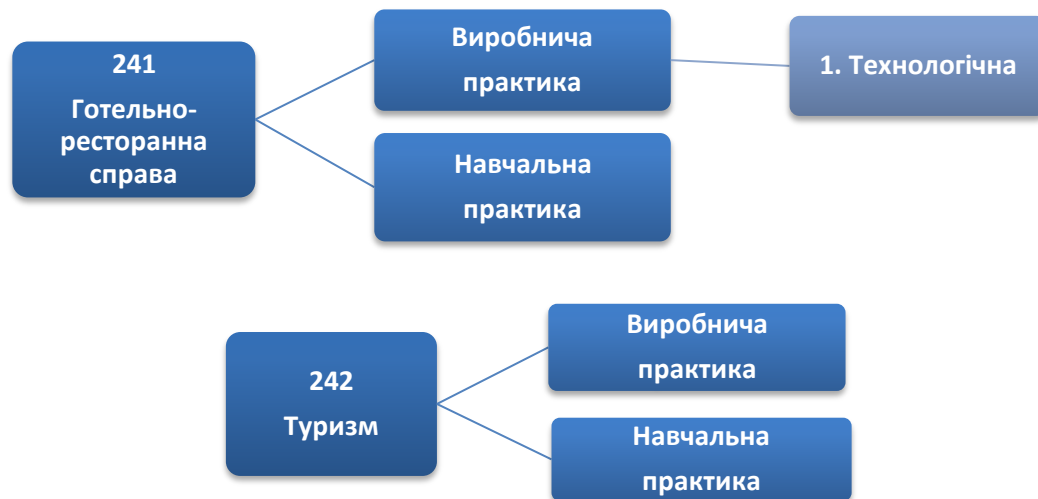 241
Готельно-
ресторанна
справа
Виробнича
практика
1. Технологічна
Навчальна
практика
242
Туризм
Виробнича
практика
Навчальна
практика